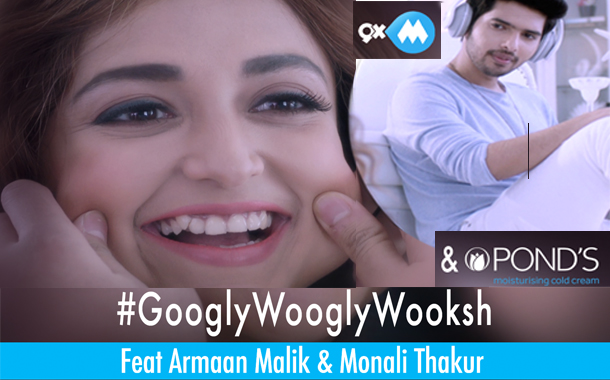 9x M
& POND'S
moisturising cold cream
#GooglyWooglyWooksh
Feat Armaan Malik & Monali Thakur